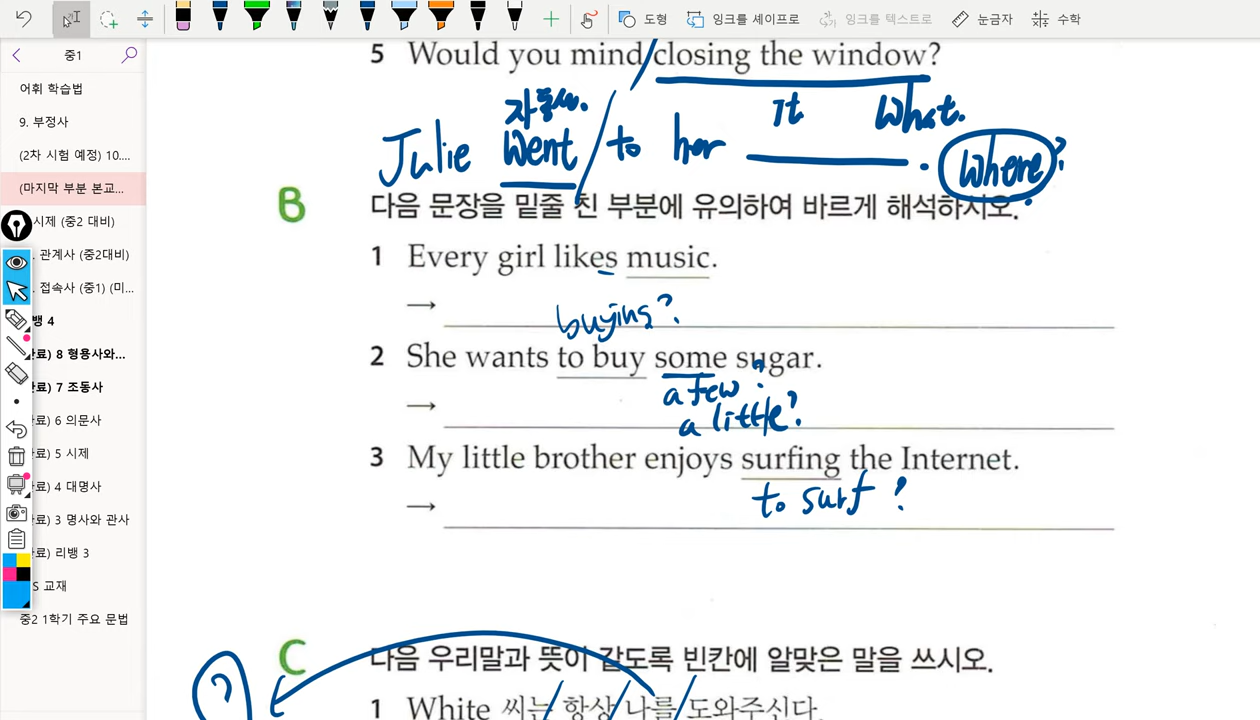 도형 잉크를 셰이프로 잉크를 텍스트로 눈금자 수학
중1
어휘 학습법
9. 부정사
(2차 시험 예정) 10....
(마지막 부분 본교...
시제 (중2 대비)
. 관계사 (중2대비)
. 접속사 (중1) (미...
뱅 4
료) 8 형용사와...
료) 7 조동사
료) 6 의문사
료) 5 시제
료) 4 대명사
료) 3 명사와 관사
료) 리뱅 3
S 교재
중2 1학기 주요 문법
5 Would you mind closing the window?
It What.
Julie went / to her ______ . Where?
B 다음 문장을 밑줄 친 부분에 유의하여 바르게 해석하시오.
1 Every girl likes music.
→
buying?
2 She wants to buy some sugar.
a few?
→
a little?
3 My little brother enjoys surfing the Internet.
to surf?
→
C 다음 우리말과 뜻이 같도록 빈칸에 알맞은 말을 쓰시오.
?
1 White 씨는 / 항상 / 나를 / 도와주신다.